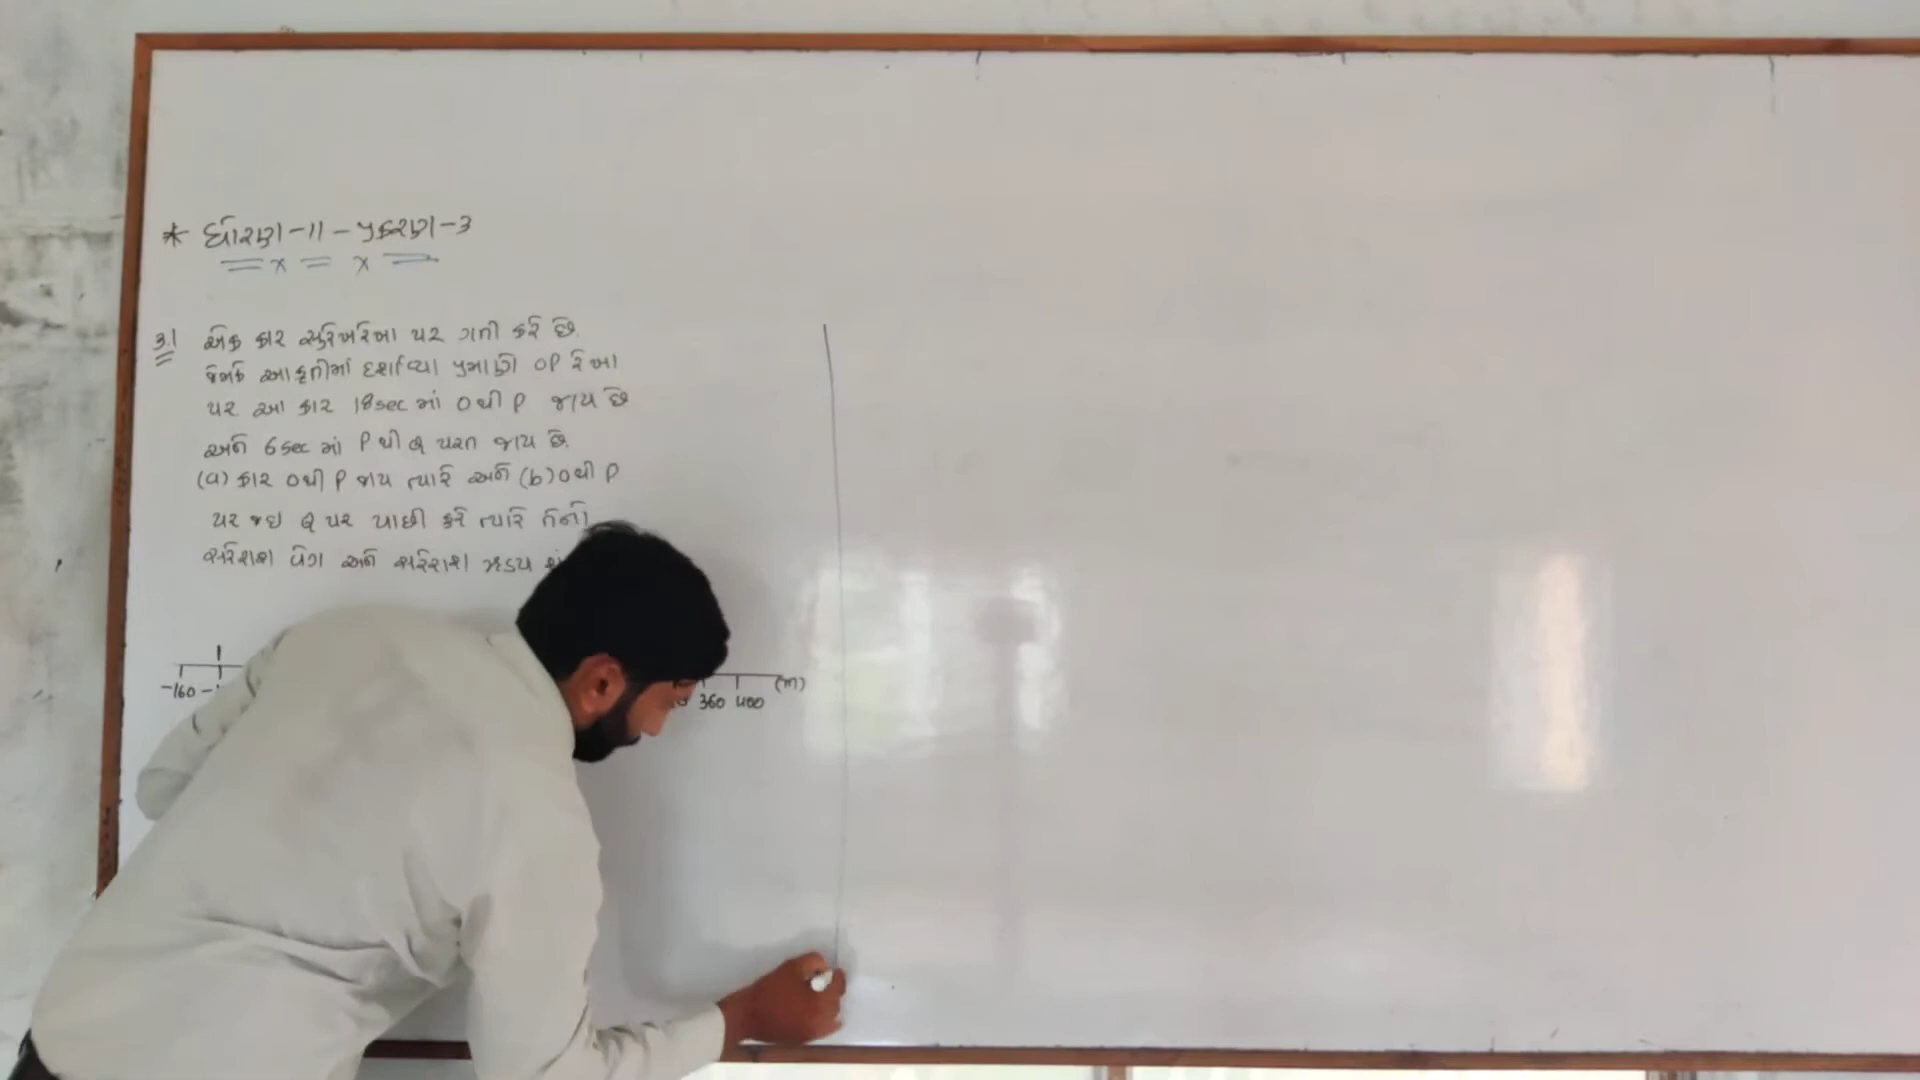 * ધોરણ-11 - પ્રકરણ-3
3.1 એક કાર સુરેખરેખા પર ગતી કરે છે.
જેમકે આકૃતીમાં દર્શાવ્યા પ્રમાણે OP રેખા
પર આ કાર 18sec માં O થી P જાય છે
અને 6sec માં P થી Q પરત જાય છે.
(a) કાર O થી P જાય ત્યારે અને (b) O થી P
પર જઇ Q પર પાછી ફરે ત્યારે તેનો
સરેરાશ વેગ અને સરેરાશ ઝડપ
-160 360 400 (m)